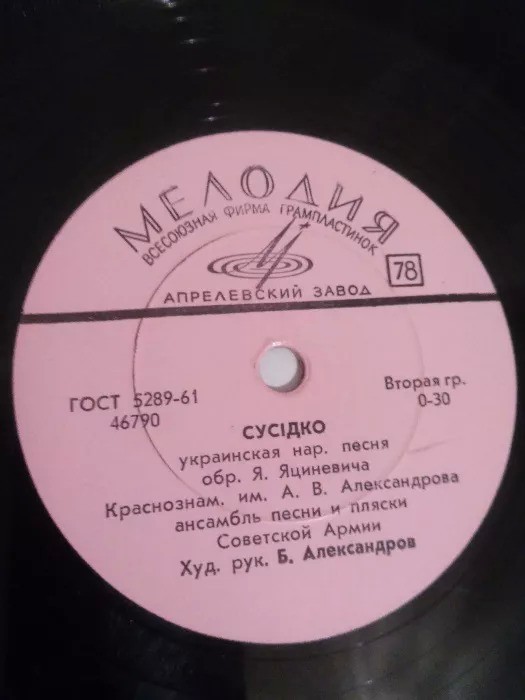 МЕЛОДИЯ
ВСЕСОЮЗНАЯ ФИРМА ГРАМПЛАСТИНОК
78
АПРЕЛЕВСКИЙ ЗАВОД
ГОСТ 5289-61
46790
Вторая гр.
0-30
СУСІДКО
украинская нар. песня
обр. Я. Яциневича
Краснознам. им. А. В. Александрова
ансамбль песни и пляски
Советской Армии
Худ. рук. Б. Александров